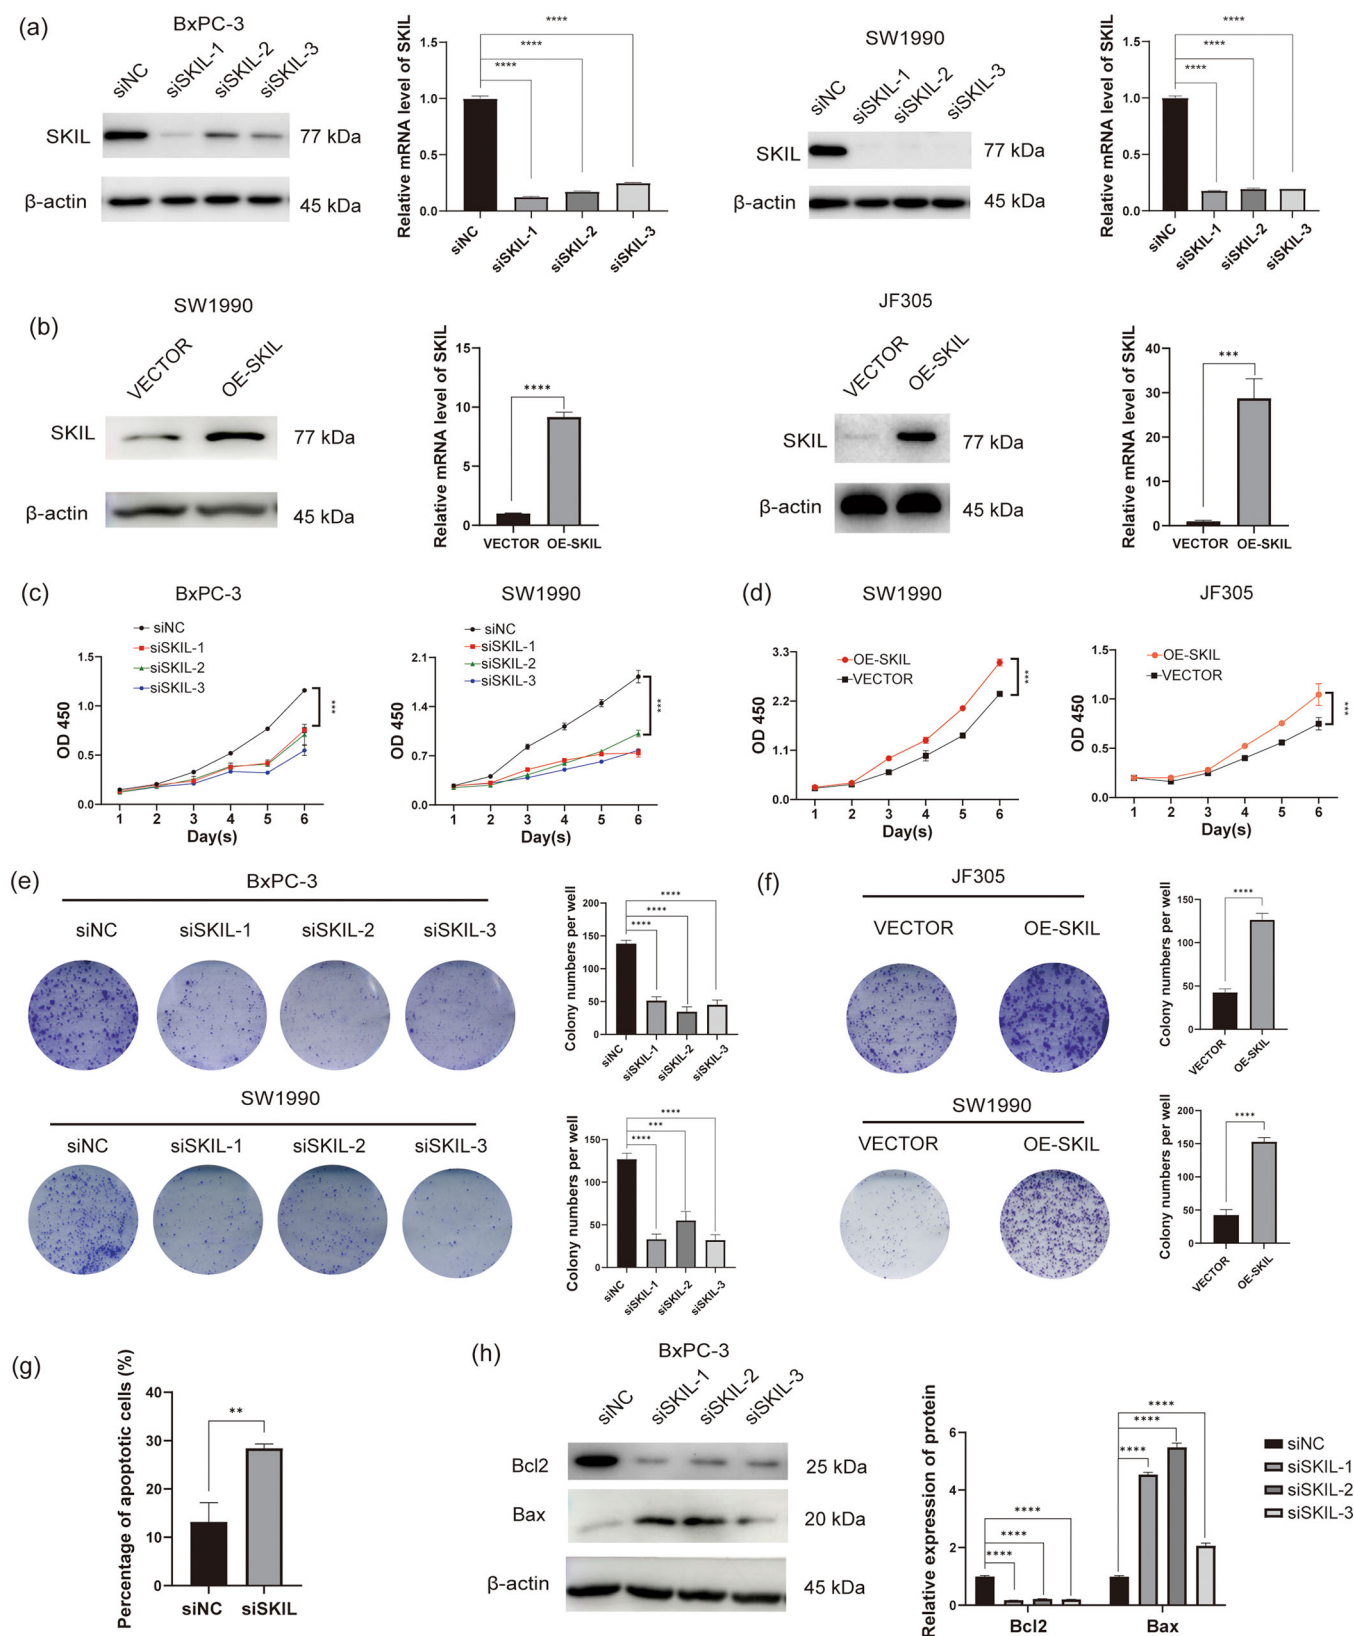 (a)
BxPC-3
siNC
siSKIL-1
siSKIL-2
siSKIL-3
SKIL
77 kDa
β-actin
45 kDa
Relative mRNA level of SKIL
1.5
1.0
0.5
0.0
****
****
****
siNC
siSKIL-1
siSKIL-2
siSKIL-3
SW1990
siNC
siSKIL-1
siSKIL-2
siSKIL-3
SKIL
77 kDa
β-actin
45 kDa
Relative mRNA level of SKIL
1.5
1.0
0.5
0.0
****
****
****
siNC
siSKIL-1
siSKIL-2
siSKIL-3
(b)
SW1990
VECTOR
OE-SKIL
SKIL
77 kDa
β-actin
45 kDa
Relative mRNA level of SKIL
15
10
5
0
****
VECTOR OE-SKIL
JF305
VECTOR
OE-SKIL
SKIL
77 kDa
β-actin
45 kDa
Relative mRNA level of SKIL
40
30
20
10
0
***
VECTOR OE-SKIL
(c)
BxPC-3
siNC
siSKIL-1
siSKIL-2
siSKIL-3
OD 450
1.5
1.0
0.5
0.0
***
1 2 3 4 5 6
Day(s)
SW1990
siNC
siSKIL-1
siSKIL-2
siSKIL-3
OD 450
2.1
1.4
0.7
0.0
***
1 2 3 4 5 6
Day(s)
(d)
SW1990
OE-SKIL
VECTOR
OD 450
3.3
2.2
1.1
0.0
***
1 2 3 4 5 6
Day(s)
JF305
OE-SKIL
VECTOR
OD 450
1.5
1.0
0.5
0.0
***
1 2 3 4 5 6
Day(s)
(e)
BxPC-3
siNC siSKIL-1 siSKIL-2 siSKIL-3
Colony numbers per well
200
150
100
50
0
****
****
****
siNC
siSKIL-1
siSKIL-2
siSKIL-3
SW1990
siNC siSKIL-1 siSKIL-2 siSKIL-3
Colony numbers per well
150
100
50
0
****
***
****
siNC
siSKIL-1
siSKIL-2
siSKIL-3
(f)
JF305
VECTOR OE-SKIL
Colony numbers per well
150
100
50
0
****
VECTOR
OE-SKIL
SW1990
VECTOR OE-SKIL
Colony numbers per well
200
150
100
50
0
****
VECTOR
OE-SKIL
(g)
Percentage of apoptotic cells (%)
40
30
20
10
0
**
siNC siSKIL
(h)
BxPC-3
siNC
siSKIL-1
siSKIL-2
siSKIL-3
Bcl2
25 kDa
Bax
20 kDa
β-actin
45 kDa
Relative expression of protein
6
4
2
0
****
****
****
****
****
****
Bcl2 Bax
siNC
siSKIL-1
siSKIL-2
siSKIL-3